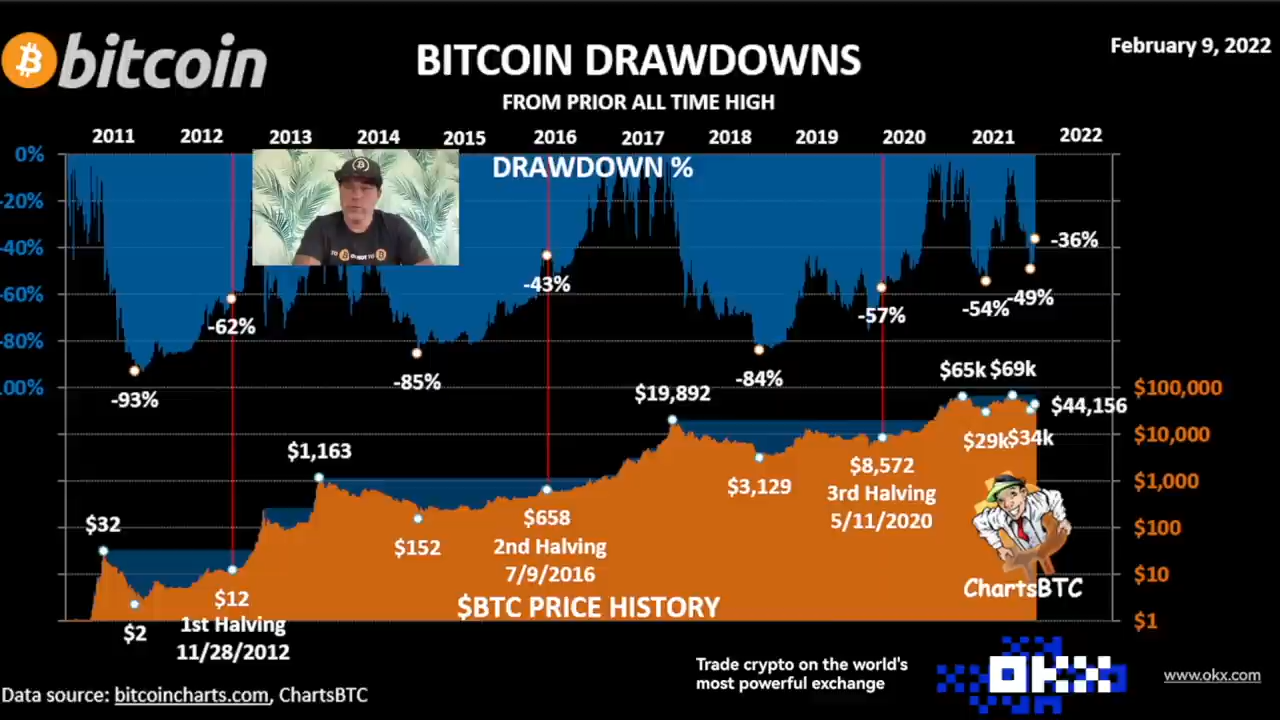 bitcoin
BITCOIN DRAWDOWNS
FROM PRIOR ALL TIME HIGH
February 9, 2022
2011 2012 2013 2014 2015 2016 2017 2018 2019 2020 2021 2022
DRAWDOWN %
0%
-20%
-40%
-60%
-80%
100%
-93%
-62%
-85%
-43%
-84%
-57%
-54%
-49%
-36%
$100,000
$10,000
$1,000
$100
$10
$1
$32
$2
$12
1st Halving
11/28/2012
$1,163
$152
$658
2nd Halving
7/9/2016
$19,892
$3,129
$8,572
3rd Halving
5/11/2020
$65k
$69k
$29k
$34k
$44,156
ChartsBTC
$BTC PRICE HISTORY
Trade crypto on the world's
most powerful exchange
OKX
www.okx.com
Data source: bitcoincharts.com, ChartsBTC